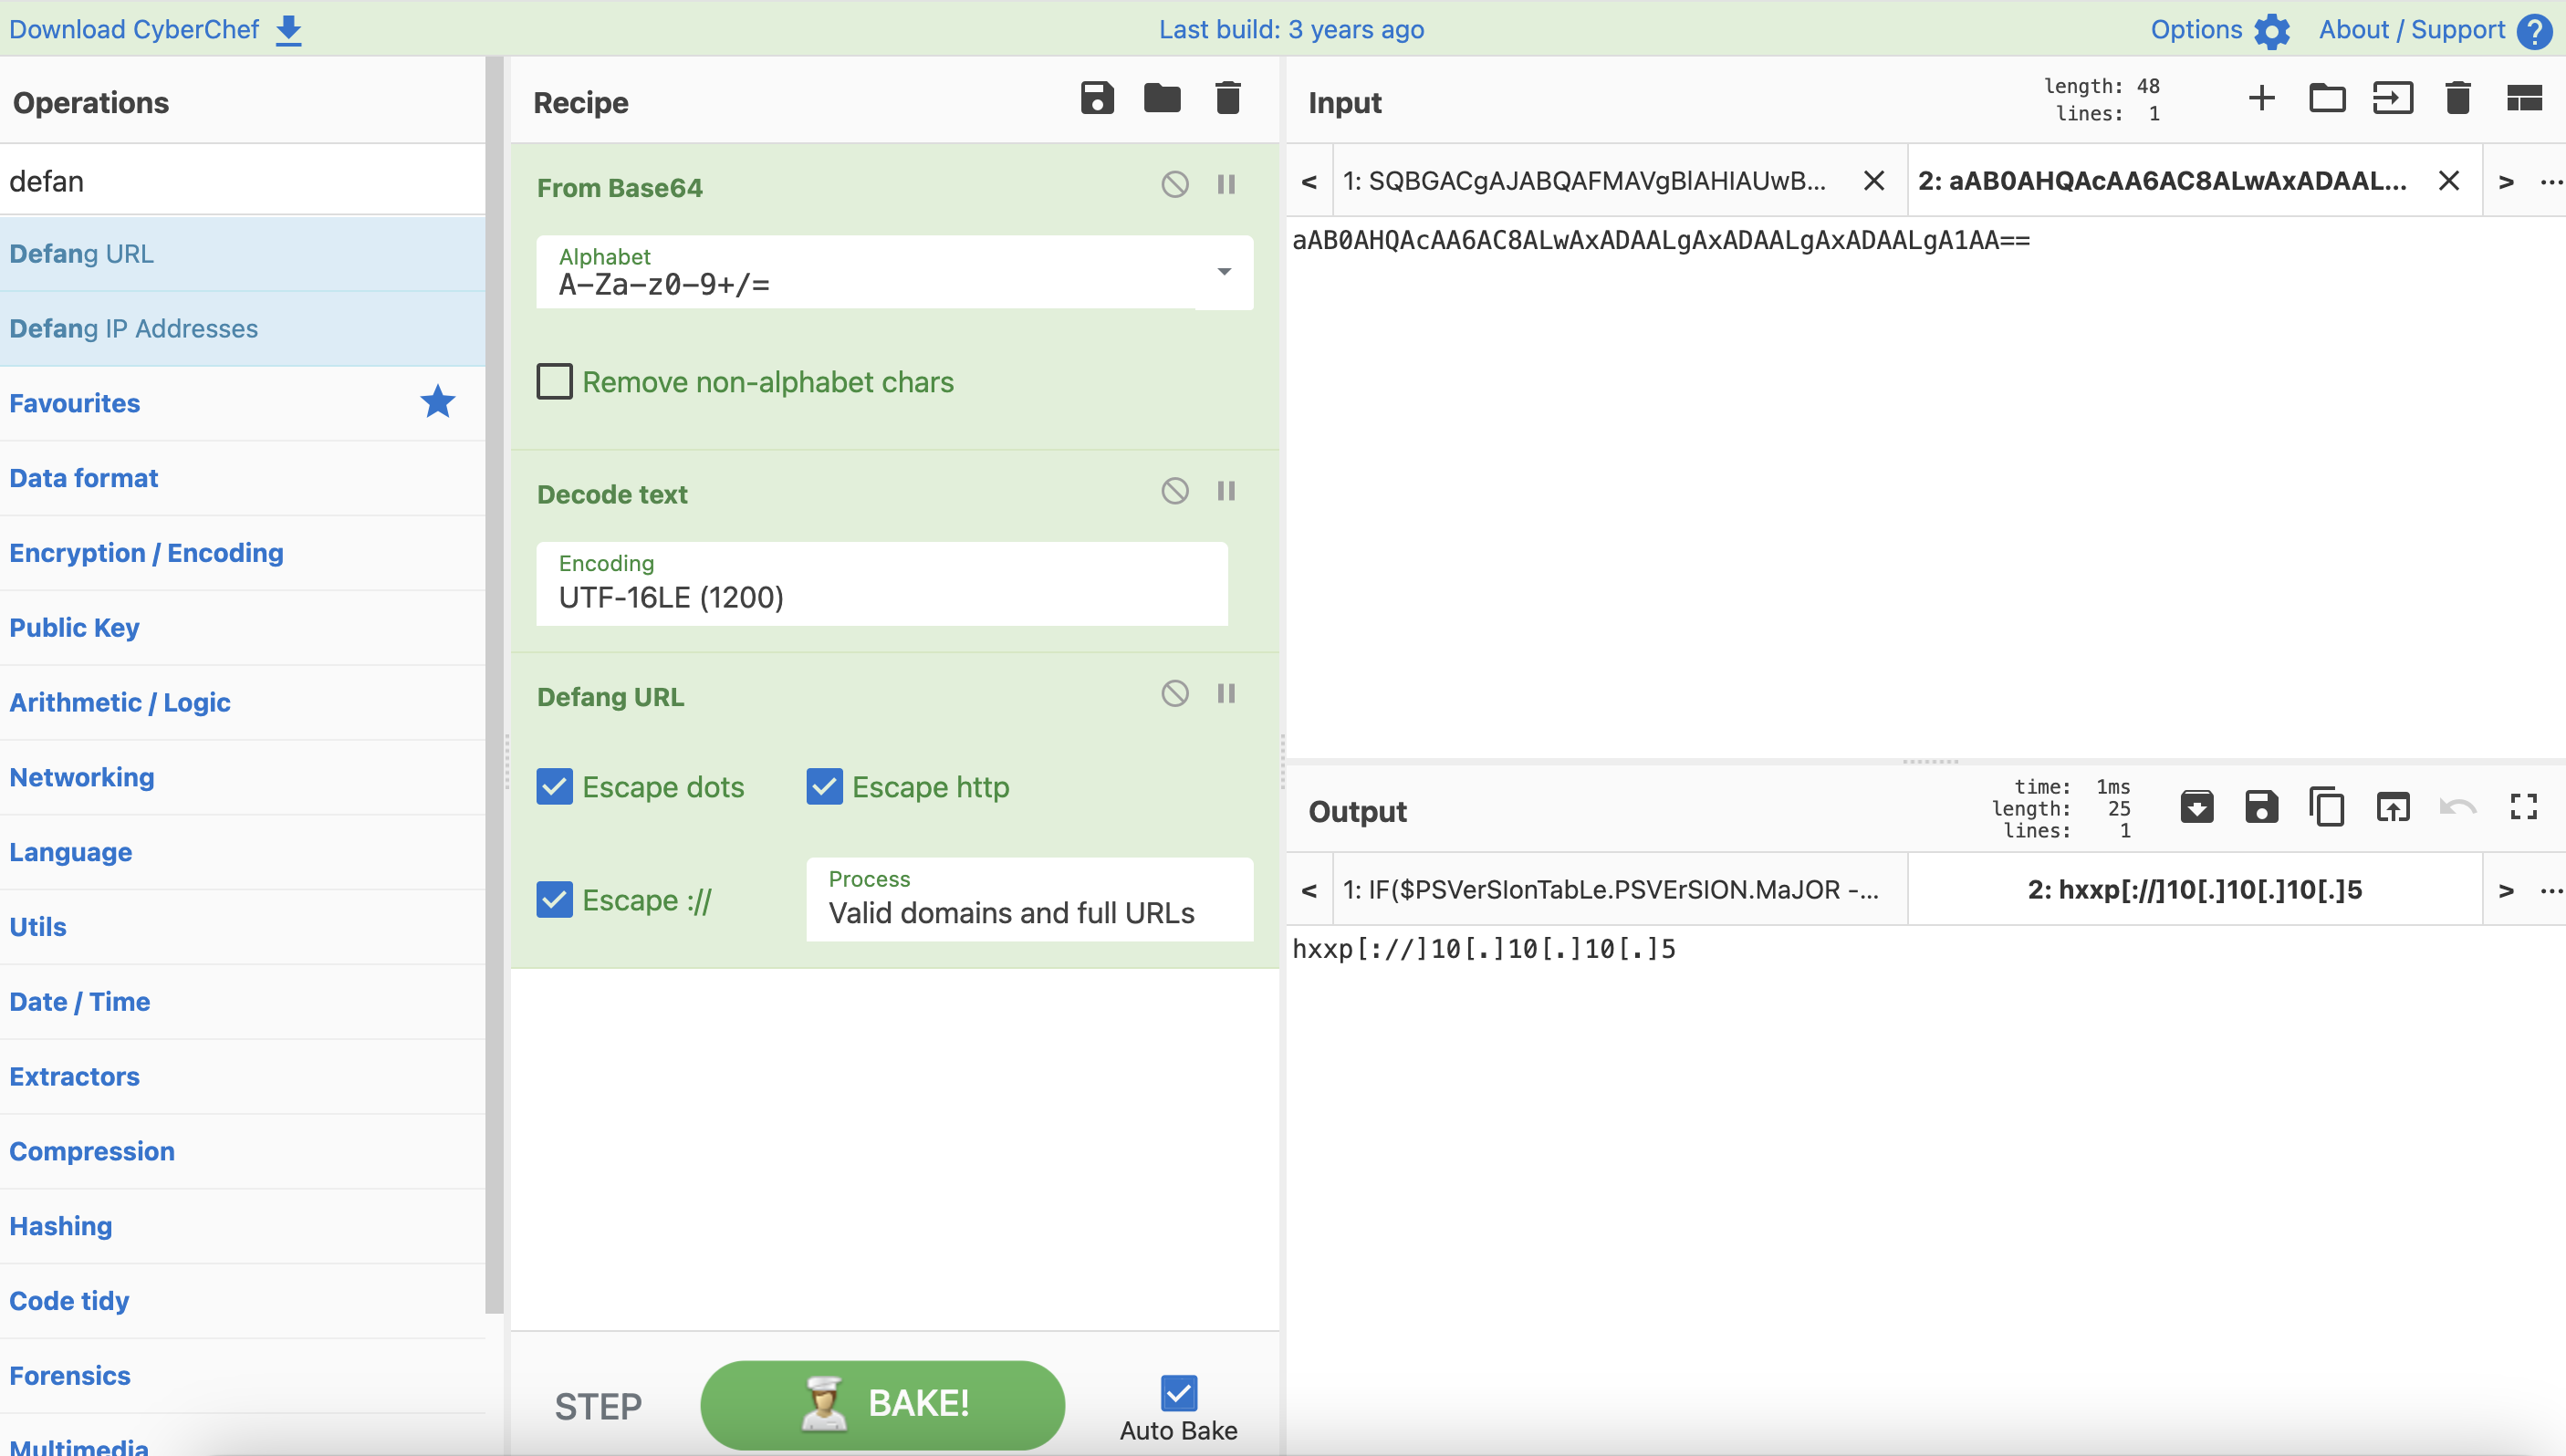 Download CyberChef
Last build: 3 years ago
Options
About / Support
?
Operations
defan
Defang URL
Defang IP Addresses
Favourites
Data format
Encryption / Encoding
Public Key
Arithmetic / Logic
Networking
Language
Utils
Date / Time
Extractors
Compression
Hashing
Code tidy
Forensics
Multimedia
Recipe
From Base64
Alphabet
A-Za-z0-9+/=
Remove non-alphabet chars
Decode text
Encoding
UTF-16LE (1200)
Defang URL
Escape dots
Escape http
Escape ://
Process
Valid domains and full URLs
STEP
BAKE!
Auto Bake
Input
length: 48
lines: 1
< 1: SQBGACgAJABQAFMAVgBlAHIAUwB... 2: aAB0AHQAcAA6AC8ALwAxADAAL... > ...
aAB0AHQAcAA6AC8ALwAxADAALgAxADAALgAxADAALgA1AA==
Output
time: 1ms
length: 25
lines: 1
< 1: IF($PSVerSIonTabLe.PSVErSION.MaJOR -... 2: hxxp[://]10[.]10[.]10[.]5 > ...
hxxp[://]10[.]10[.]10[.]5